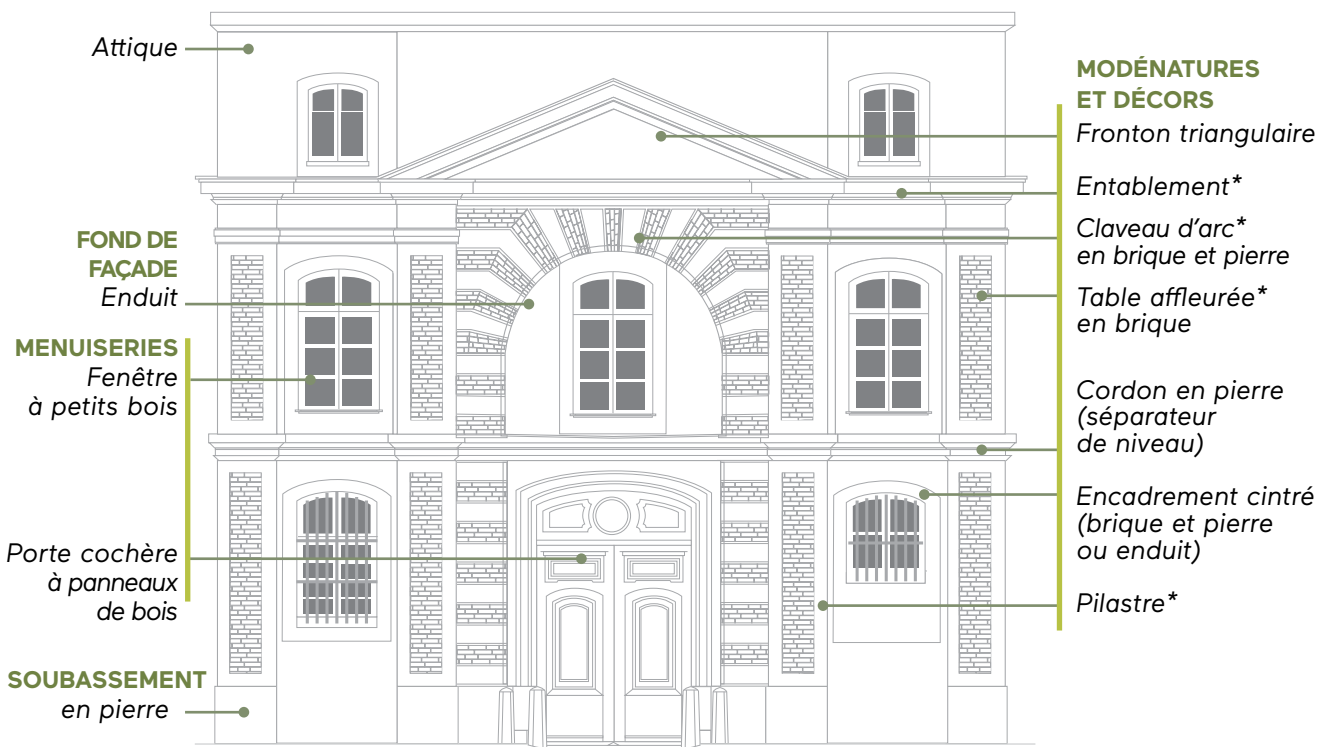 Attique
FOND DE
FAÇADE
Enduit
MENUISERIES
Fenêtre
à petits bois
Porte cochère
à panneaux
de bois
SOUBASSEMENT
en pierre
MODÉNATURES
ET DÉCORS
Fronton triangulaire
Entablement*
Claveau d’arc*
en brique et pierre
Table affleurée*
en brique
Cordon en pierre
(séparateur
de niveau)
Encadrement cintré
(brique et pierre
ou enduit)
Pilastre*